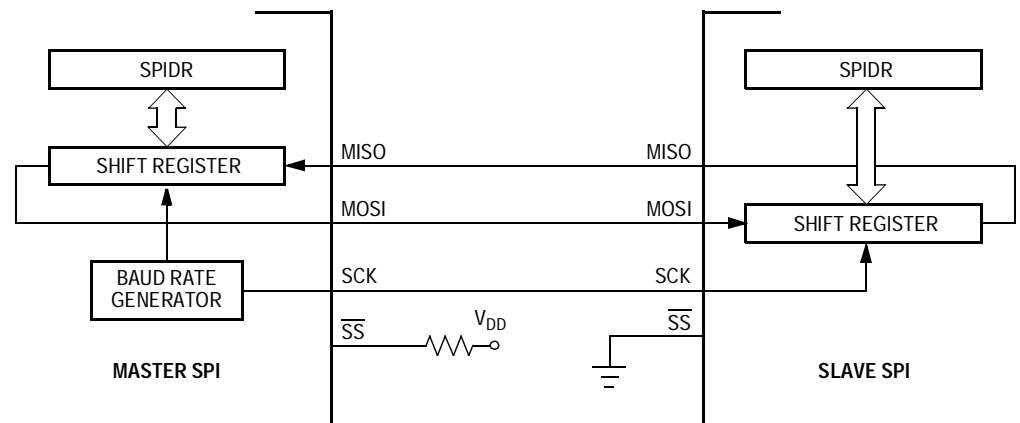 SPIDR
SPIDR
SHIFT REGISTER
MISO
MISO
MOSI
MOSI
SHIFT REGISTER
BAUD RATE
GENERATOR
SCK
SCK
SS
VDD
SS
MASTER SPI
SLAVE SPI